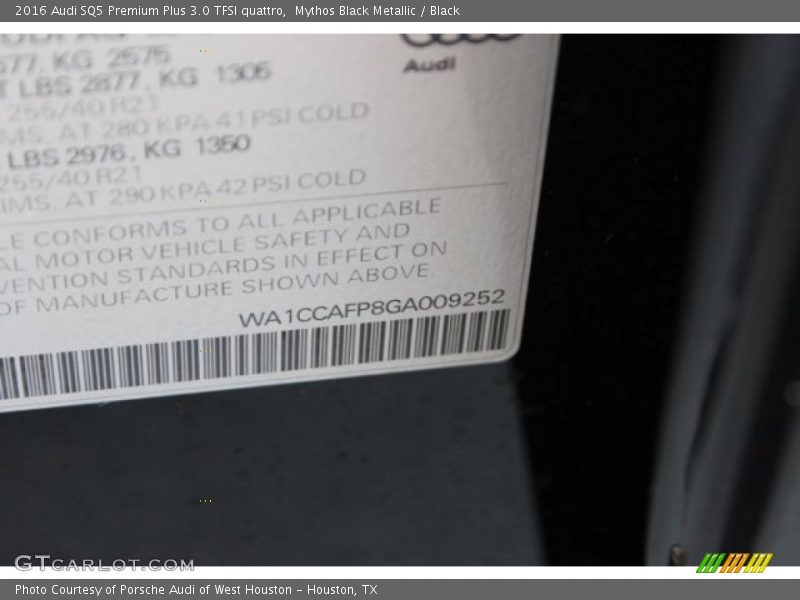 2016 Audi SQ5 Premium Plus 3.0 TFSI quattro, Mythos Black Metallic / Black
Audi
KG 2575
LBS 2877, KG 1306
255/40 R21
AT 280 KPA 41 PSI COLD
LBS 2976, KG 1350
255/40 R21
AT 290 KPA 42 PSI COLD
CONFORMS TO ALL APPLICABLE
MOTOR VEHICLE SAFETY AND
STANDARDS IN EFFECT ON
OF MANUFACTURE SHOWN ABOVE
WA1CCAFP8GA009252
GTCARLOT.COM
Photo Courtesy of Porsche Audi of West Houston - Houston, TX